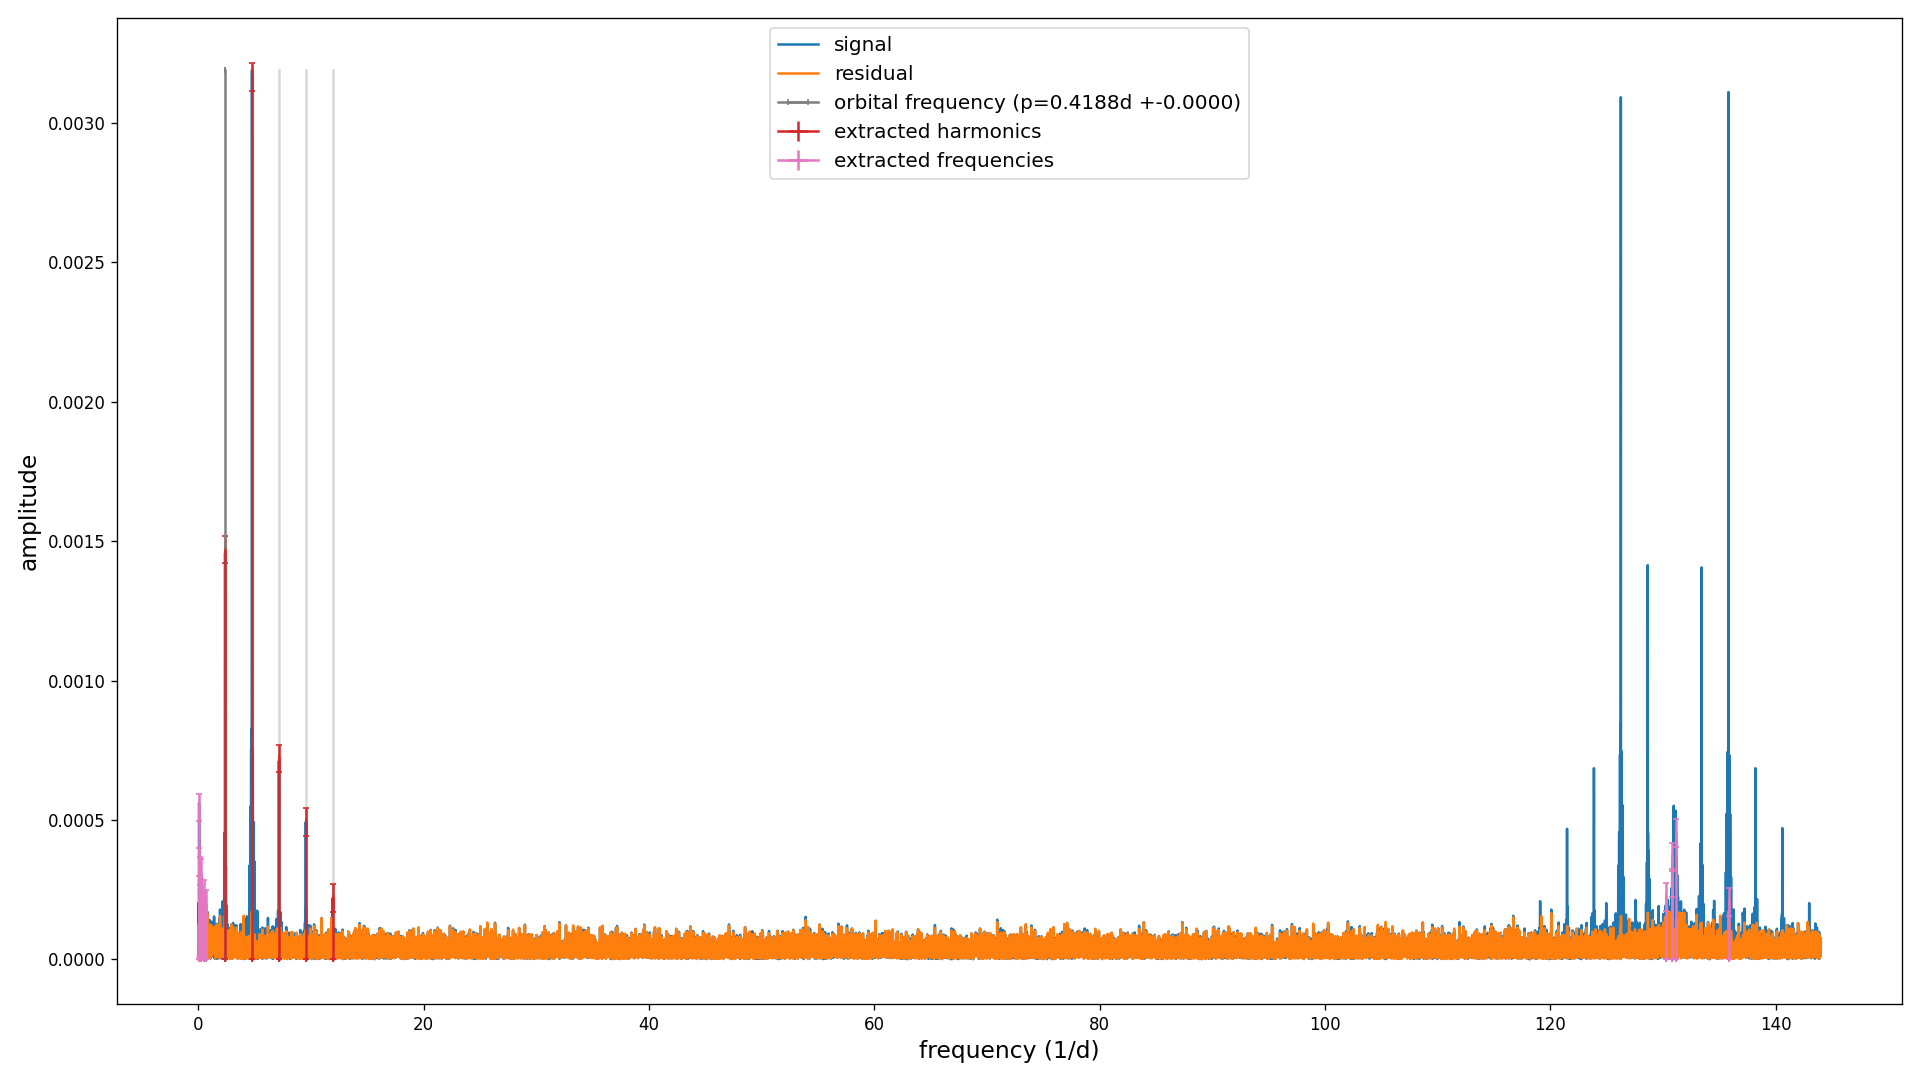 signal
residual
orbital frequency (p=0.4188d +-0.0000)
extracted harmonics
extracted frequencies
amplitude
0.0030
0.0025
0.0020
0.0015
0.0010
0.0005
0.0000
0 20 40 60 80 100 120 140
frequency (1/d)